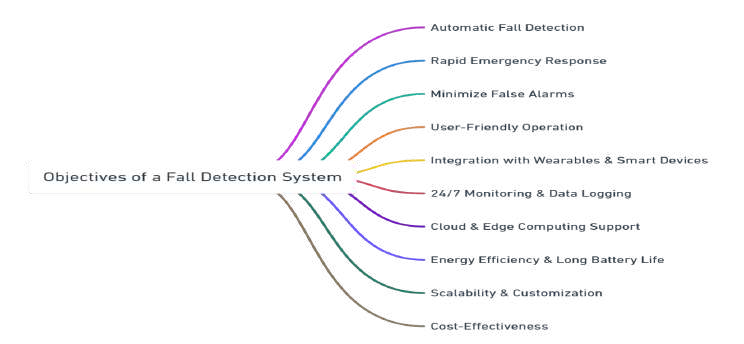 Objectives of a Fall Detection System
Automatic Fall Detection
Rapid Emergency Response
Minimize False Alarms
User-Friendly Operation
Integration with Wearables & Smart Devices
24/7 Monitoring & Data Logging
Cloud & Edge Computing Support
Energy Efficiency & Long Battery Life
Scalability & Customization
Cost-Effectiveness